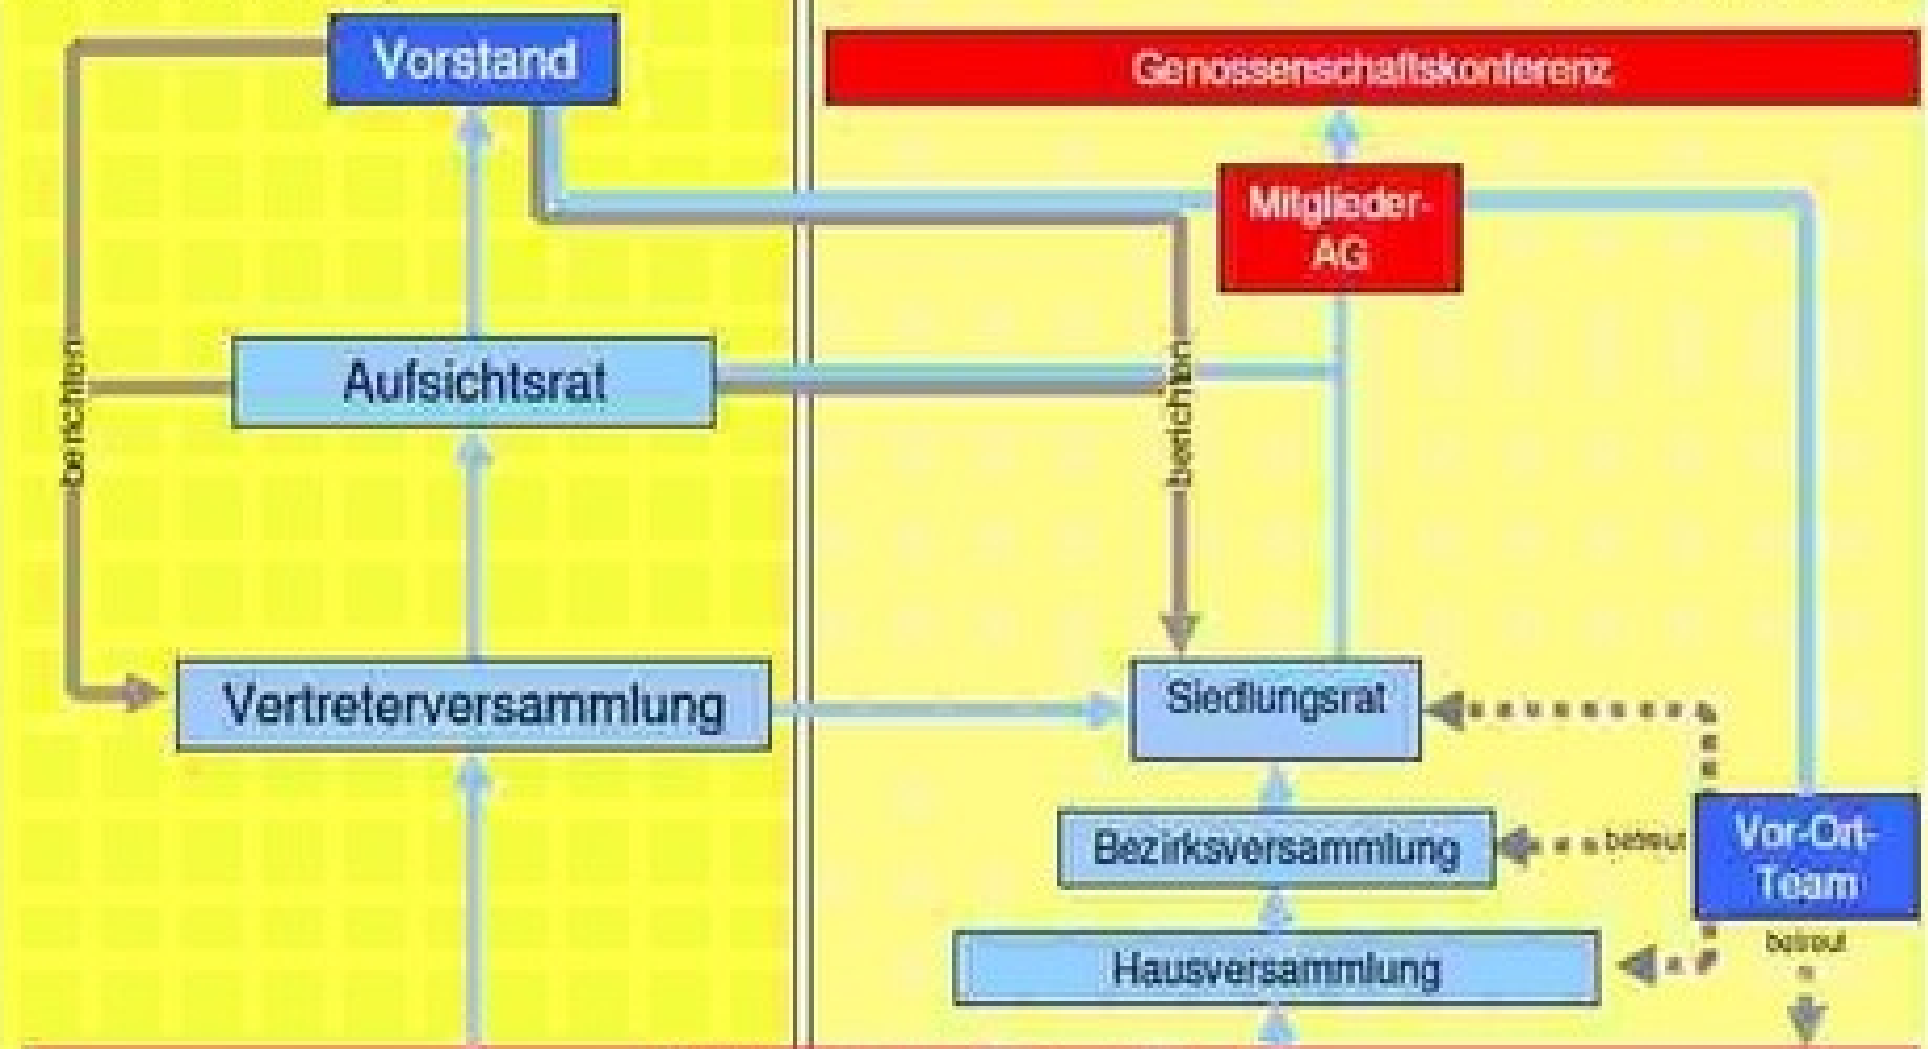 Vorstand
Genossenschaftskonferenz
Mitglieder-
AG
berichten
Aufsichtsrat
berichten
Vertreterversammlung
Siedlungsrat
Bezirksversammlung
betreut
Vor-Ort-
Team
betreut
Hausversammlung